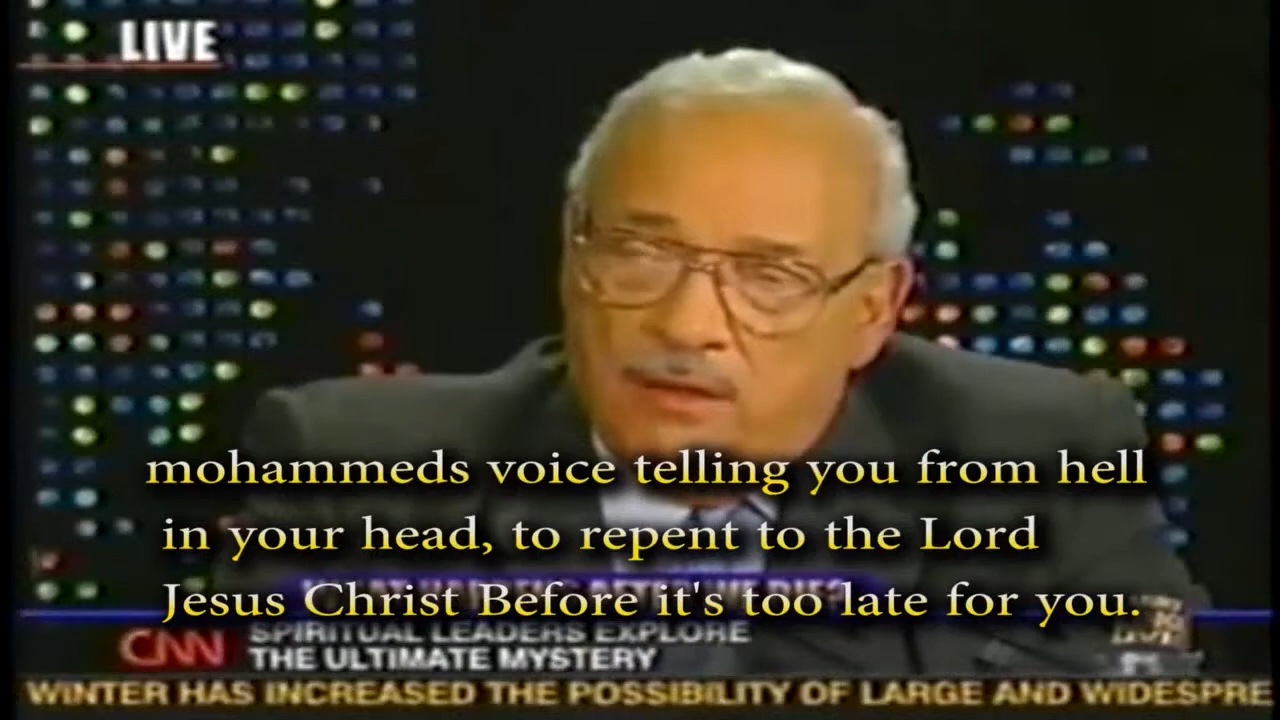 LIVE
mohammeds voice telling you from hell
in your head, to repent to the Lord
Jesus Christ Before it's too late for you.
CNN
SPIRITUAL LEADERS EXPLORE
THE ULTIMATE MYSTERY
WINTER HAS INCREASED THE POSSIBILITY OF LARGE AND WIDESPRE